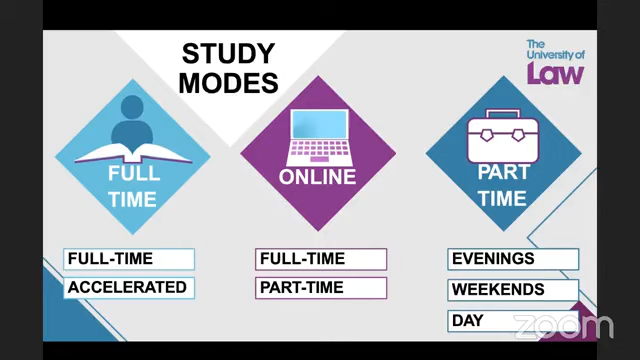 STUDY
MODES
The
University of
Law
FULL
TIME
ONLINE
PART
TIME
FULL-TIME
ACCELERATED
FULL-TIME
PART-TIME
EVENINGS
WEEKENDS
DAY
zoom